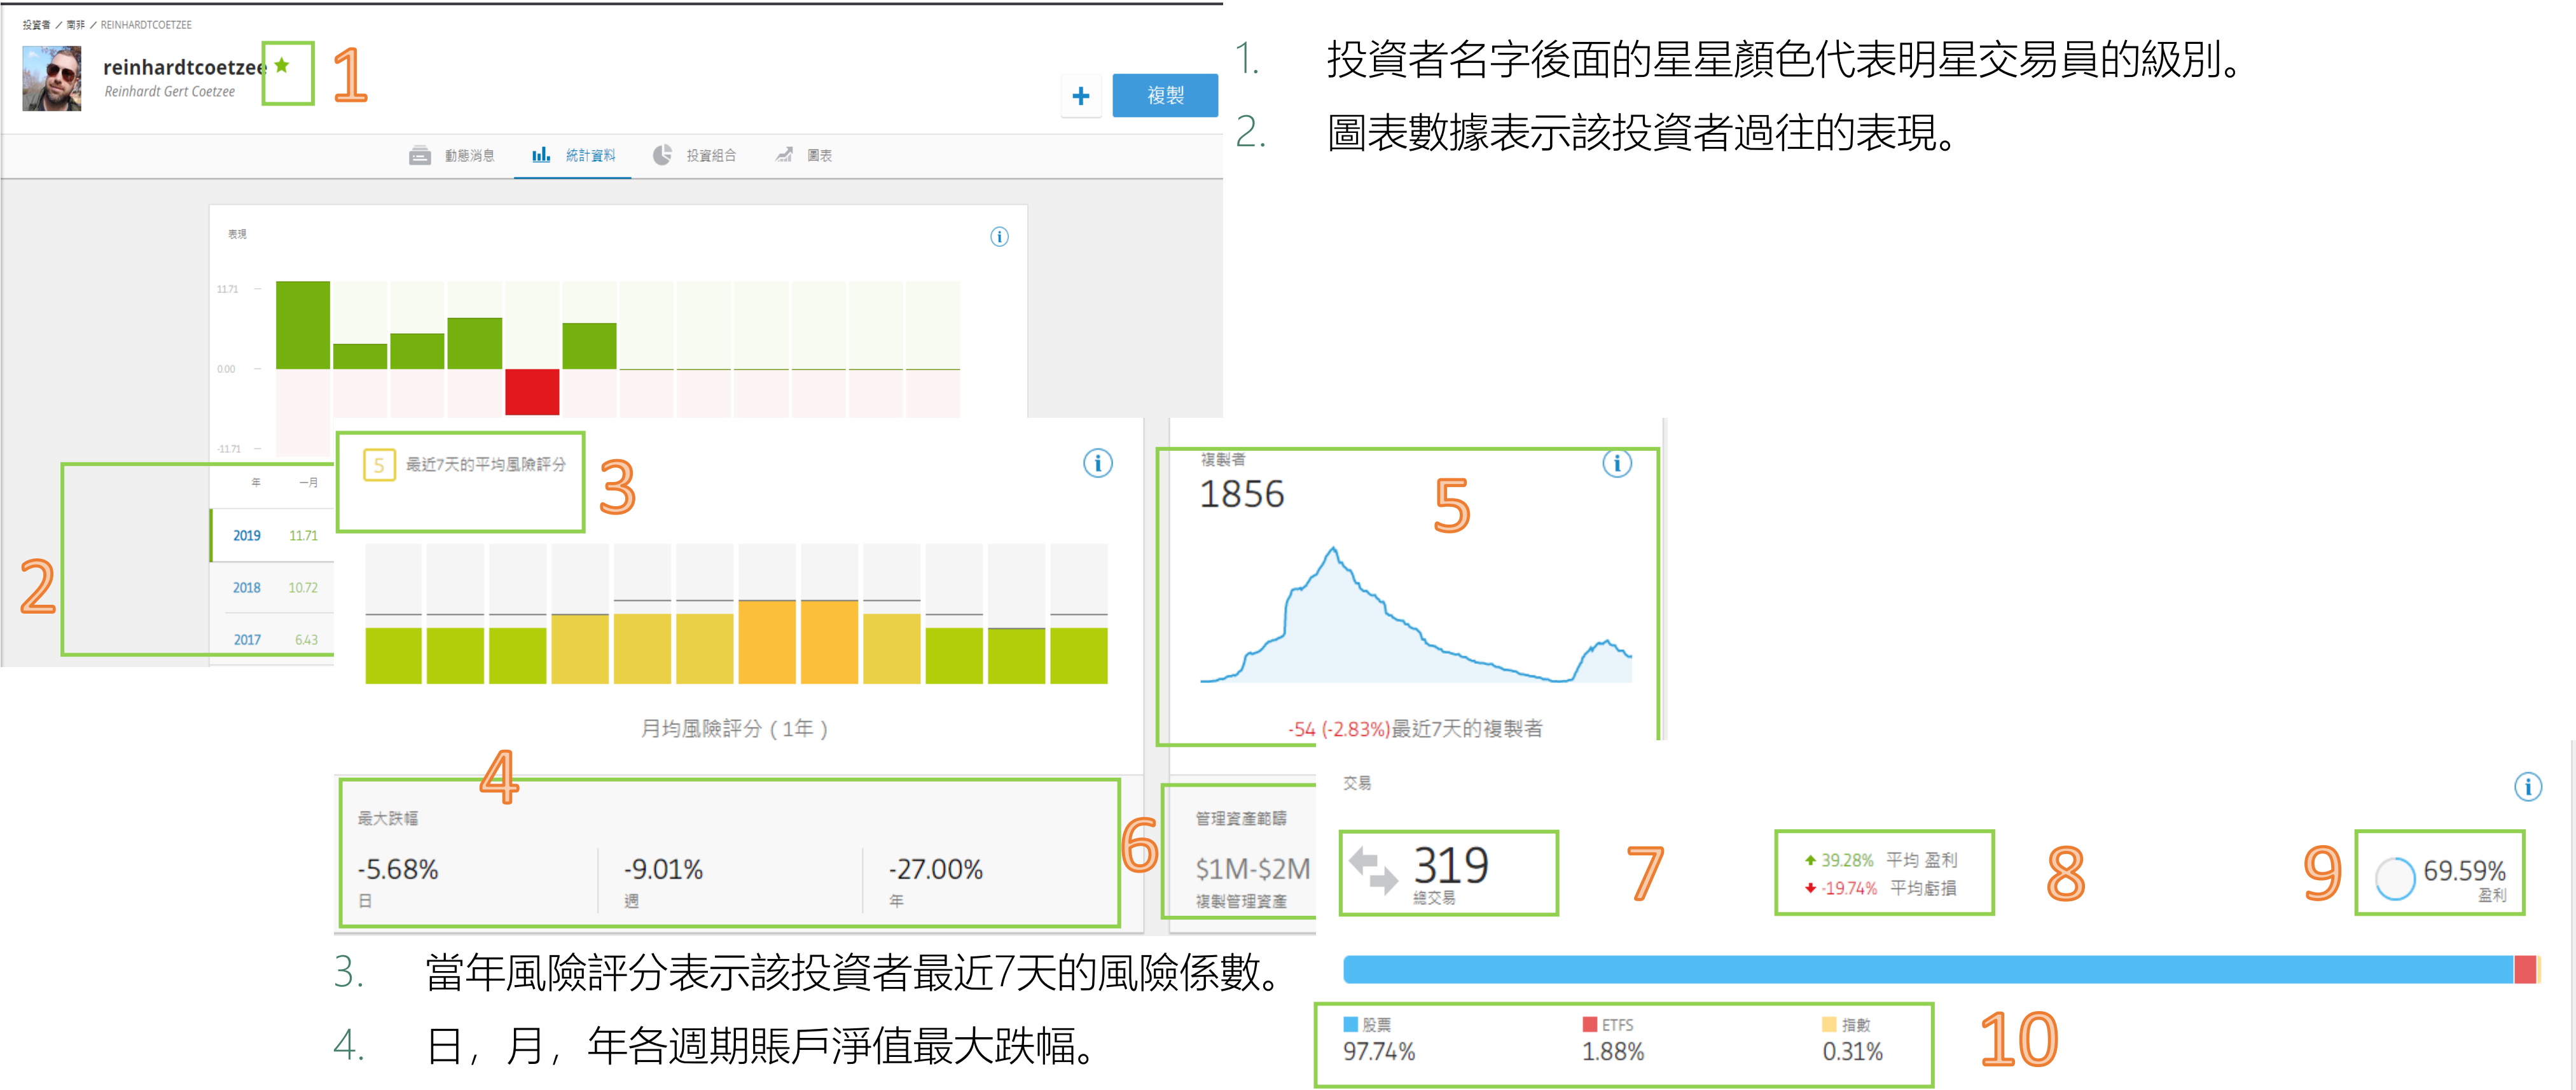 投資者 / 南非 / REINHARDTCOETZEE
reinhardtcoetzee
Reinhardt Gert Coetzee
1
+
複製
動態消息
統計資料
投資組合
圖表
1. 投資者名字後面的星星顏色代表明星交易員的級別。
2. 圖表數據表示該投資者過往的表現。
表現
11.71
0.00
-11.71
年 一月
2019 11.71
2018 10.72
2017 6.43
2
5 最近7天的平均風險評分
3
月均風險評分 ( 1年 )
4
最大跌幅
-5.68% -9.01% -27.00%
日 週 年
複製者
1856
5
-54 (-2.83%)最近7天的複製者
6
管理資產範疇
$1M-$2M
複製管理資產
交易
319
總交易
7
39.28% 平均 盈利
-19.74% 平均虧損
8
9
69.59%
盈利
股票 ETFS 指數
97.74% 1.88% 0.31%
10
3. 當年風險評分表示該投資者最近7天的風險係數。
4. 日，月，年各週期賬戶淨值最大跌幅。